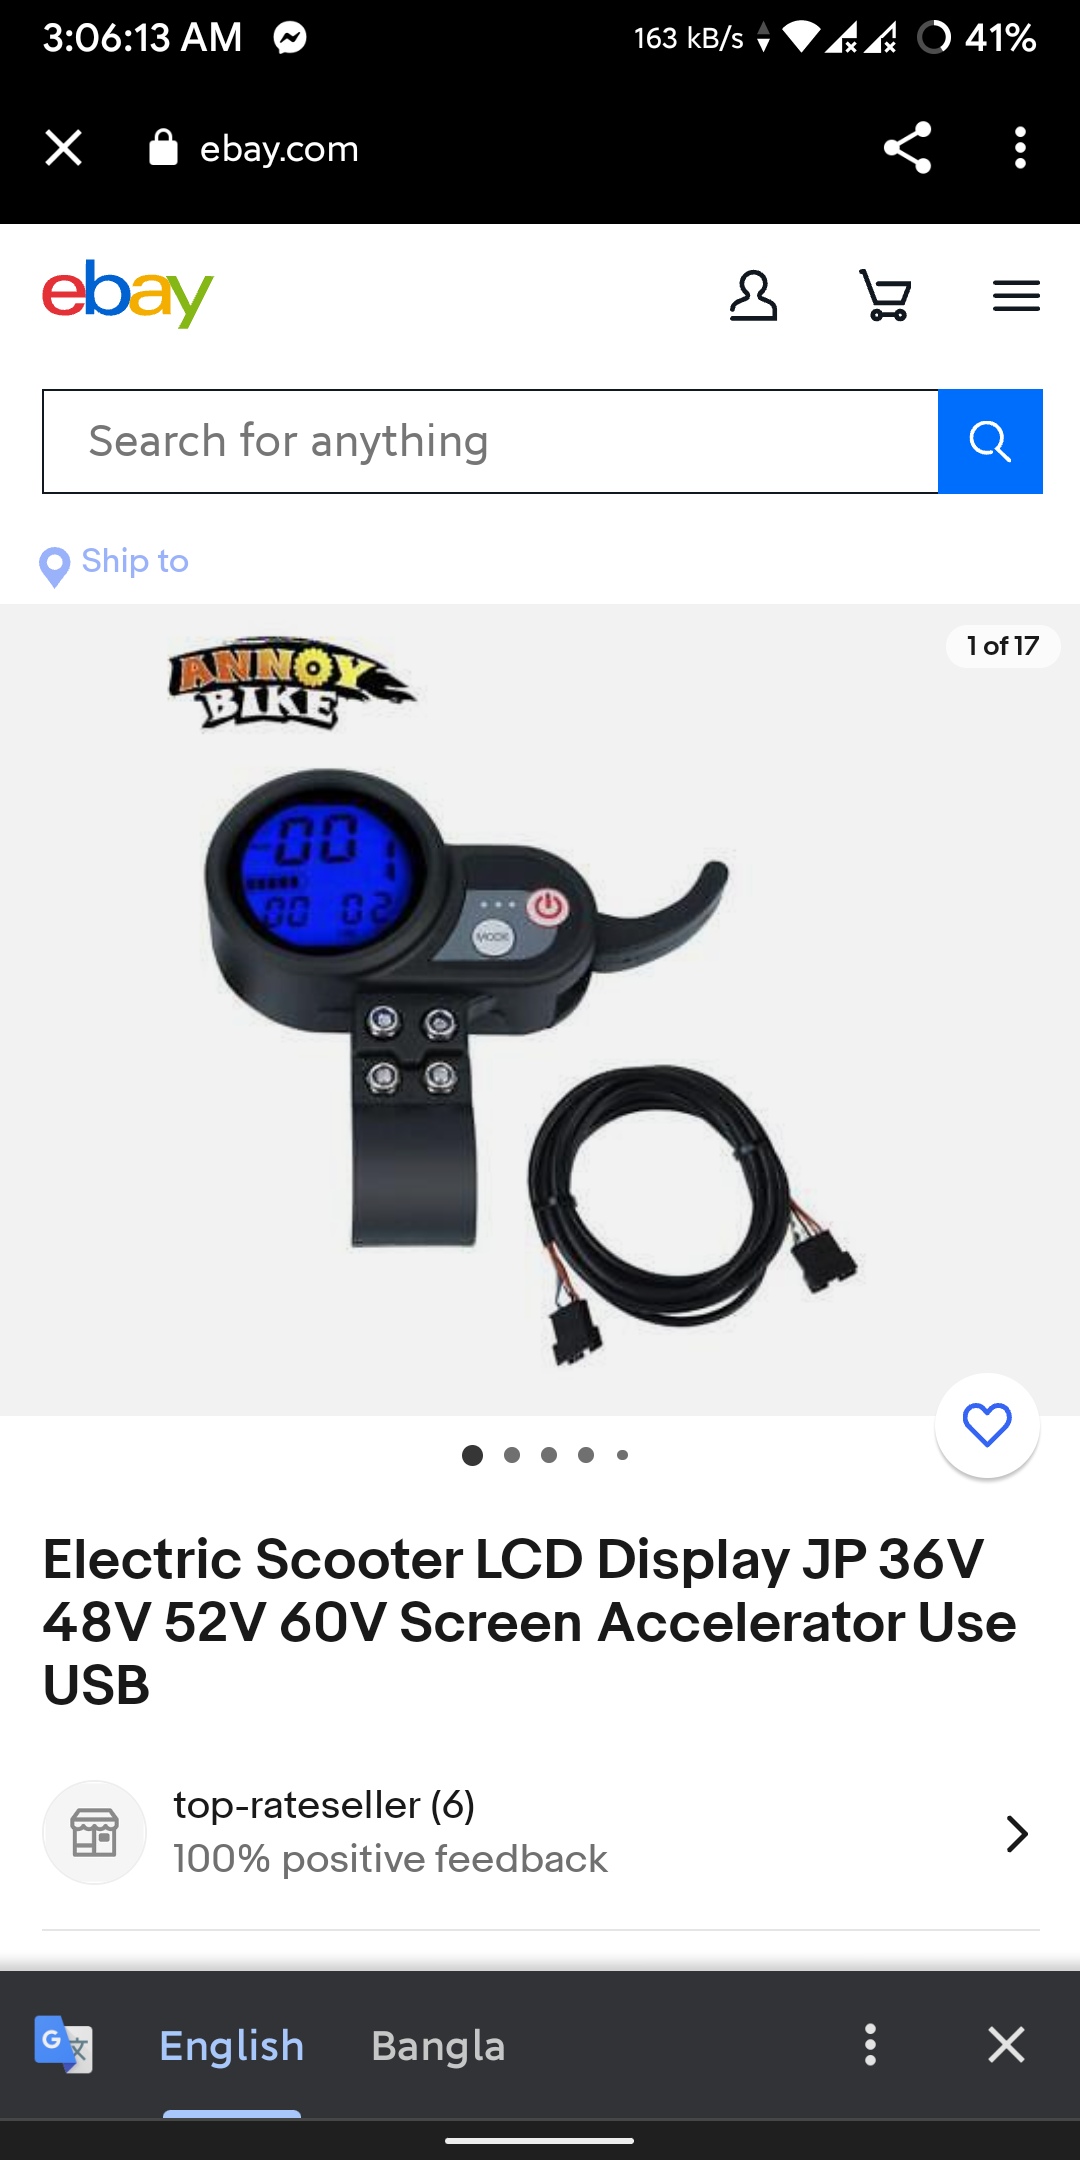 3:06:13 AM
163 kB/s
41%
ebay.com
ebay
Search for anything
Ship to
1 of 17
ANNOY
BIKE
-00
00 02
MODE
Electric Scooter LCD Display JP 36V
48V 52V 60V Screen Accelerator Use
USB
top-rateseller (6)
100% positive feedback
G
文
English
Bangla